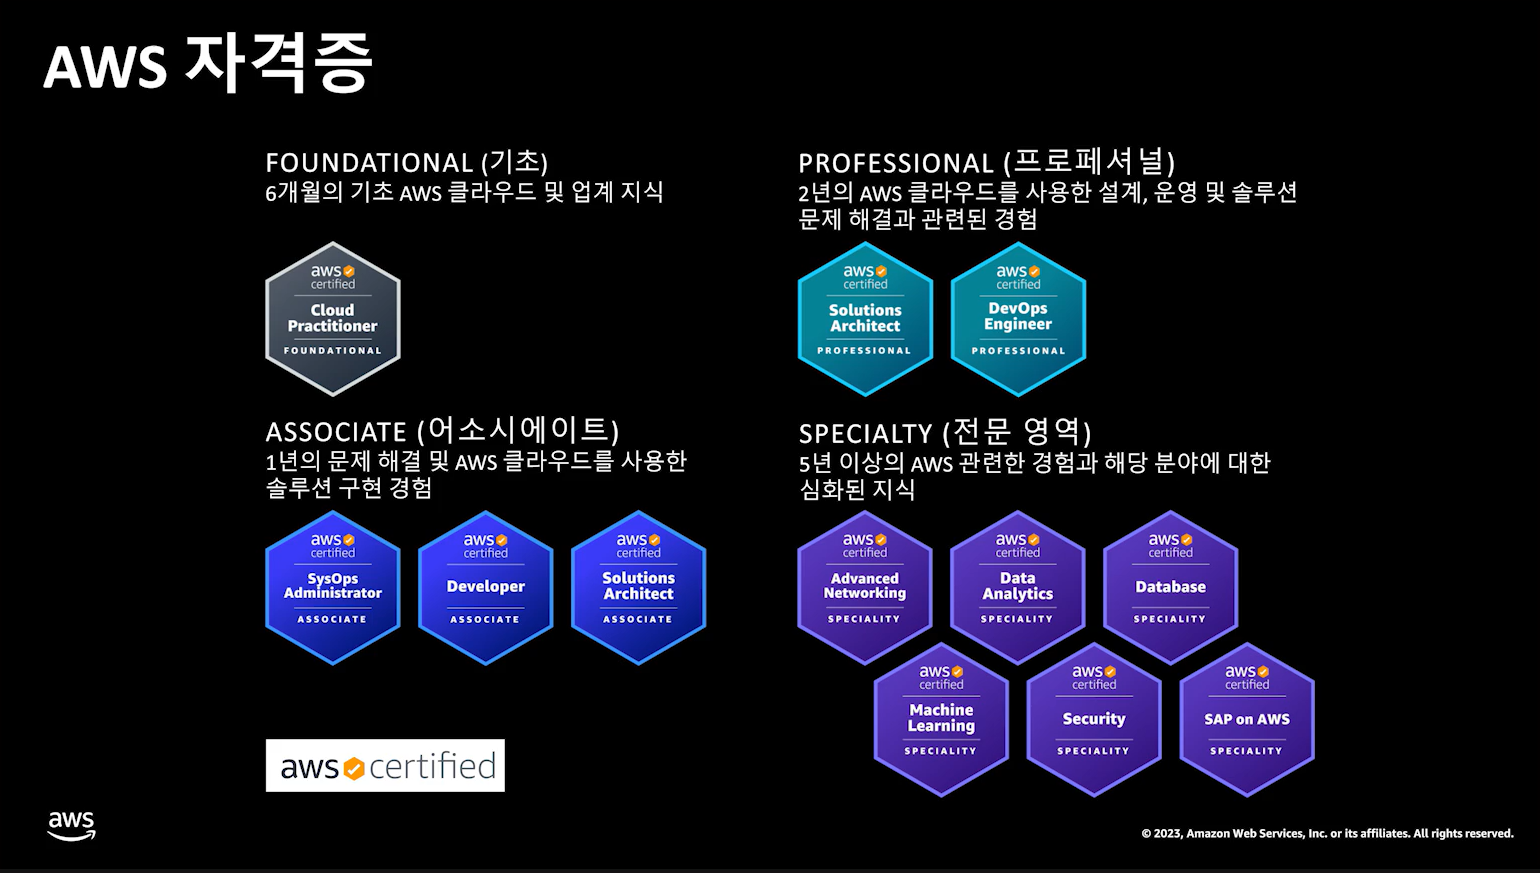 AWS 자격증
FOUNDATIONAL (기초)
6개월의 기초 AWS 클라우드 및 업계 지식
aws
certified
Cloud
Practitioner
FOUNDATIONAL
ASSOCIATE (어소시에이트)
1년의 문제 해결 및 AWS 클라우드를 사용한
솔루션 구현 경험
aws
certified
SysOps
Administrator
ASSOCIATE
aws
certified
Developer
ASSOCIATE
aws
certified
Solutions
Architect
ASSOCIATE
PROFESSIONAL (프로페셔널)
2년의 AWS 클라우드를 사용한 설계, 운영 및 솔루션
문제 해결과 관련된 경험
aws
certified
Solutions
Architect
PROFESSIONAL
aws
certified
DevOps
Engineer
PROFESSIONAL
SPECIALTY (전문 영역)
5년 이상의 AWS 관련한 경험과 해당 분야에 대한
심화된 지식
aws
certified
Advanced
Networking
SPECIALITY
aws
certified
Data
Analytics
SPECIALITY
aws
certified
Database
SPECIALITY
aws
certified
Machine
Learning
SPECIALITY
aws
certified
Security
SPECIALITY
aws
certified
SAP on AWS
SPECIALITY
aws certified
aws
© 2023, Amazon Web Services, Inc. or its affiliates. All rights reserved.